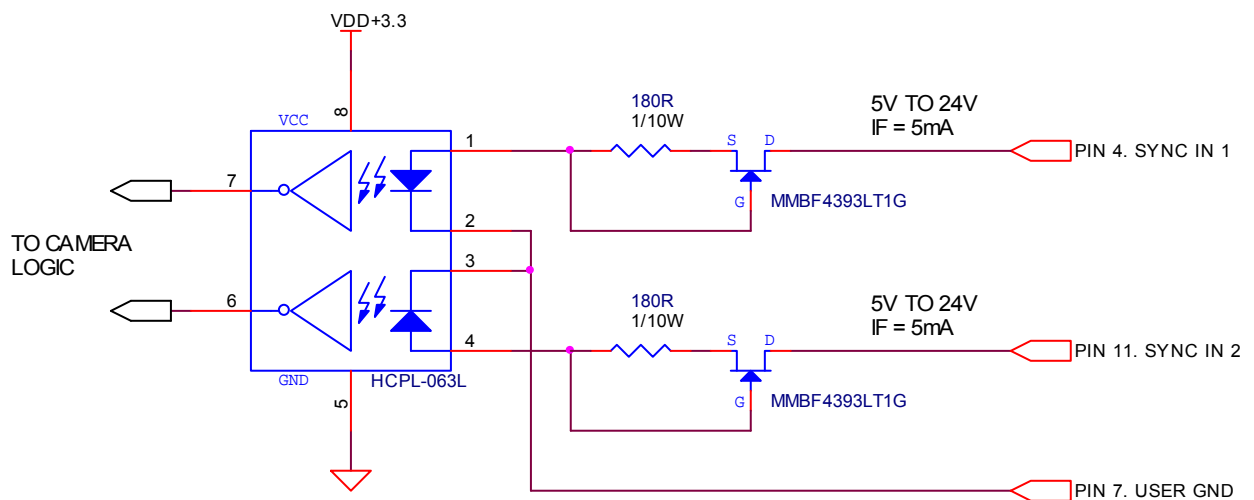 VDD+3.3
8
VCC
1
7
2
TO CAMERA
LOGIC
3
6
4
GND
HCPL-063L
5
180R
1/10W
S
D
G
MMBF4393LT1G
5V TO 24V
IF = 5mA
PIN 4. SYNC IN 1
180R
1/10W
S
D
G
MMBF4393LT1G
5V TO 24V
IF = 5mA
PIN 11. SYNC IN 2
PIN 7. USER GND